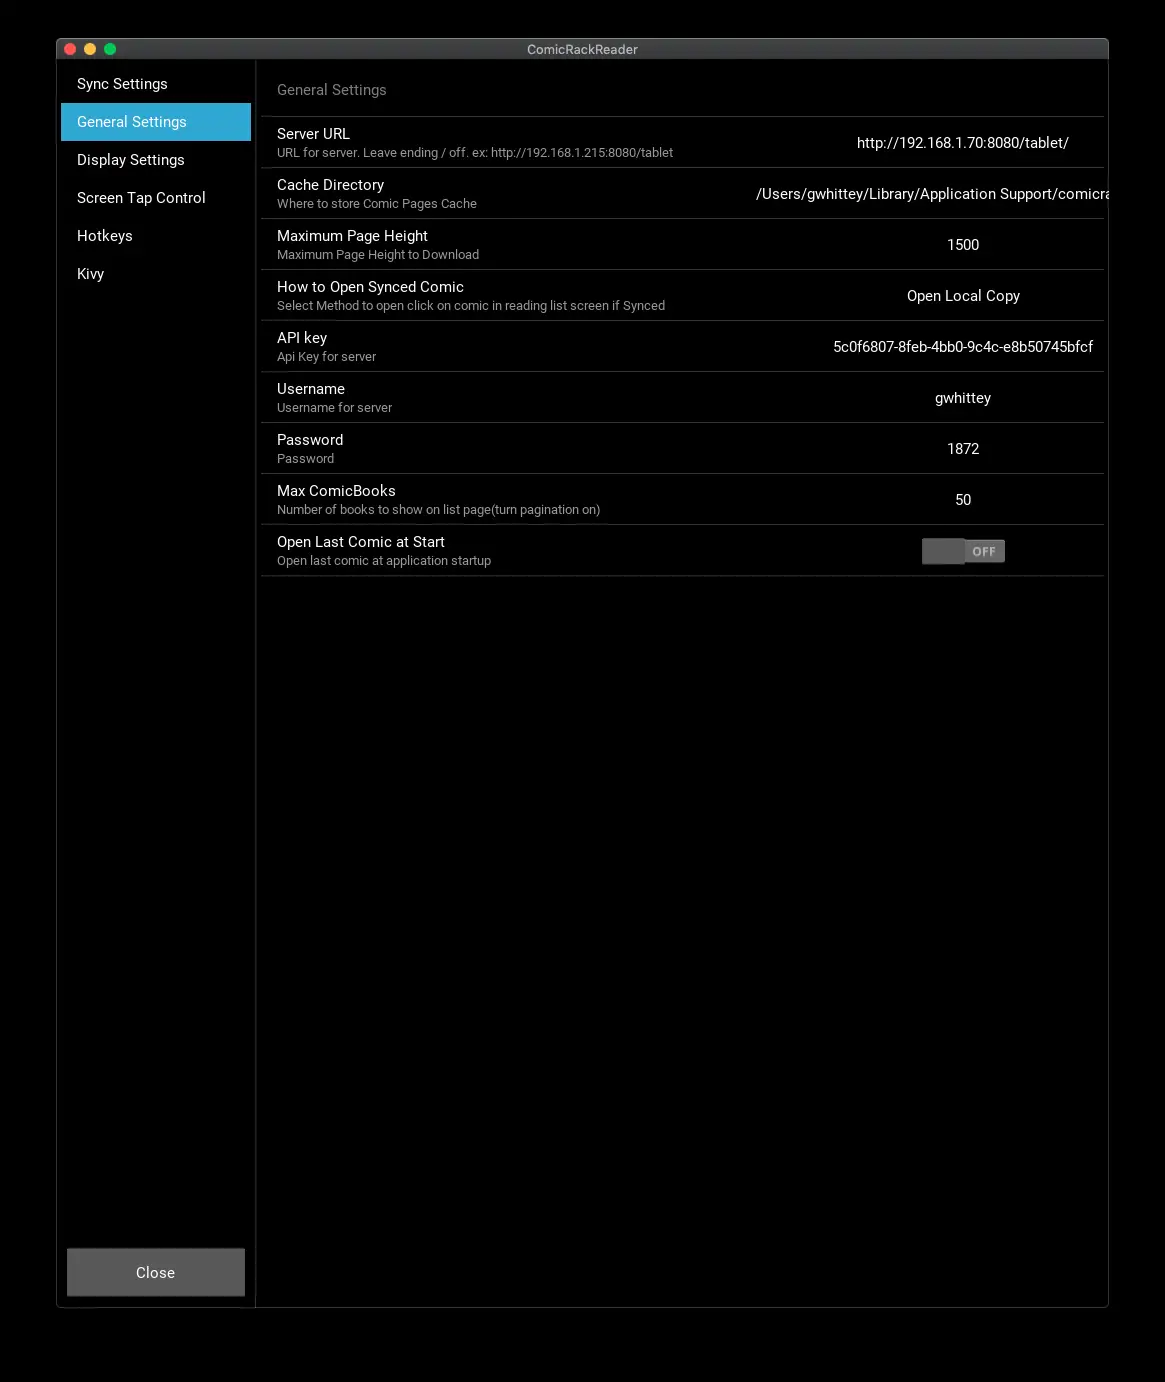 ComicRackReader
Sync Settings
General Settings
Display Settings
Screen Tap Control
Hotkeys
Kivy
Close
General Settings
Server URL
URL for server. Leave ending / off. ex: http://192.168.1.215:8080/tablet
http://192.168.1.70:8080/tablet/
Cache Directory
Where to store Comic Pages Cache
/Users/gwhittey/Library/Application Support/comicra
Maximum Page Height
Maximum Page Height to Download
1500
How to Open Synced Comic
Select Method to open click on comic in reading list screen if Synced
Open Local Copy
API key
Api Key for server
5c0f6807-8feb-4bb0-9c4c-e8b50745bfcf
Username
Username for server
gwhittey
Password
Password
1872
Max ComicBooks
Number of books to show on list page(turn pagination on)
50
Open Last Comic at Start
Open last comic at application startup
OFF